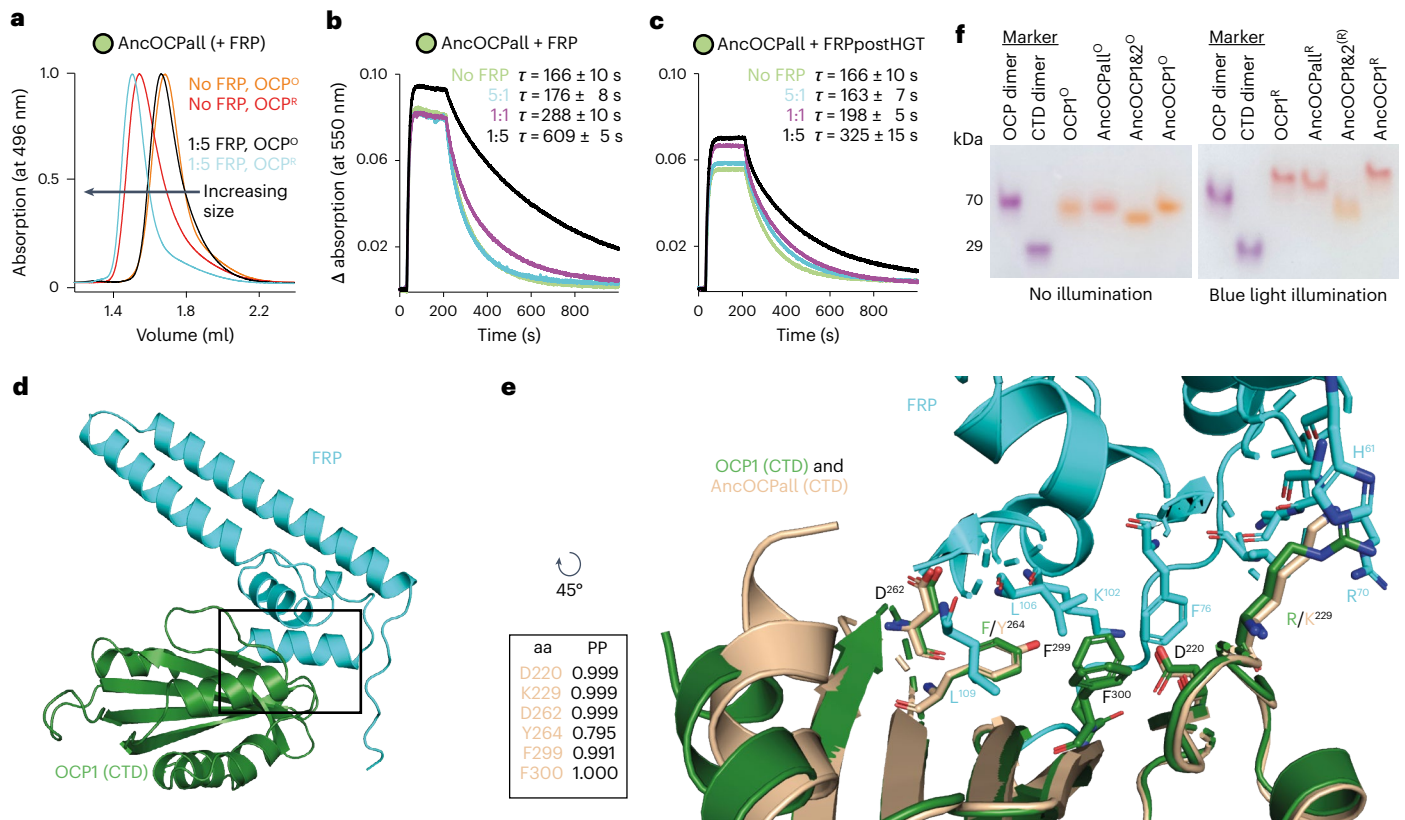 a
AncOCPall (+ FRP)
Absorption (at 496 nm)
1.0
0.5
0
No FRP, OCPᴼ
No FRP, OCPᴿ
1:5 FRP, OCPᴼ
1:5 FRP, OCPᴿ
Increasing
size
1.4
1.8
2.2
Volume (ml)
b
AncOCPall + FRP
Δ absorption (at 550 nm)
0.10
0.06
0.02
No FRP τ = 166 ± 10 s
5:1 τ = 176 ± 8 s
1:1 τ = 288 ± 10 s
1:5 τ = 609 ± 5 s
0 200 400 600 800
Time (s)
c
AncOCPall + FRPpostHGT
0.10
0.06
0.02
No FRP τ = 166 ± 10 s
5:1 τ = 163 ± 7 s
1:1 τ = 198 ± 5 s
1:5 τ = 325 ± 15 s
0 200 400 600 800
Time (s)
f
Marker
OCP dimer
CTD dimer
OCP1ᴼ
AncOCPallᴼ
AncOCP1&2ᴼ
AncOCP1ᴼ
Marker
OCP dimer
CTD dimer
OCP1ᴿ
AncOCPallᴿ
AncOCP1&2⁽ᴿ⁾
AncOCP1ᴿ
kDa
70
29
No illumination
Blue light illumination
d
FRP
OCP1 (CTD)
45°
aa PP
D220 0.999
K229 0.999
D262 0.999
Y264 0.795
F299 0.991
F300 1.000
e
FRP
OCP1 (CTD) and
AncOCPall (CTD)
H⁶¹
D²⁶²
L¹⁰⁶
K¹⁰²
F⁷⁶
R⁷⁰
F/Y²⁶⁴
F²⁹⁹
D²²⁰
R/K²²⁹
L¹⁰⁹
F³⁰⁰